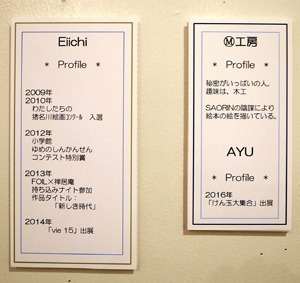 Eiichi
* Profile *
2009年
2010年
わたしたちの
猪名川絵画コンクール 入選
2012年
小学館
ゆめのしんかんせん
コンテスト特別賞
2013年
FOIL×禅居庵
持ち込みナイト参加
作品タイトル：
「新しき時代」
2014年
「vie 15」出展
Ⓜ工房
* Profile *
秘密がいっぱいの人。
趣味は、木工
SAORINの陰謀により
絵本の絵を描いている。
AYU
* Profile *
2016年
「けん玉大集合」出展